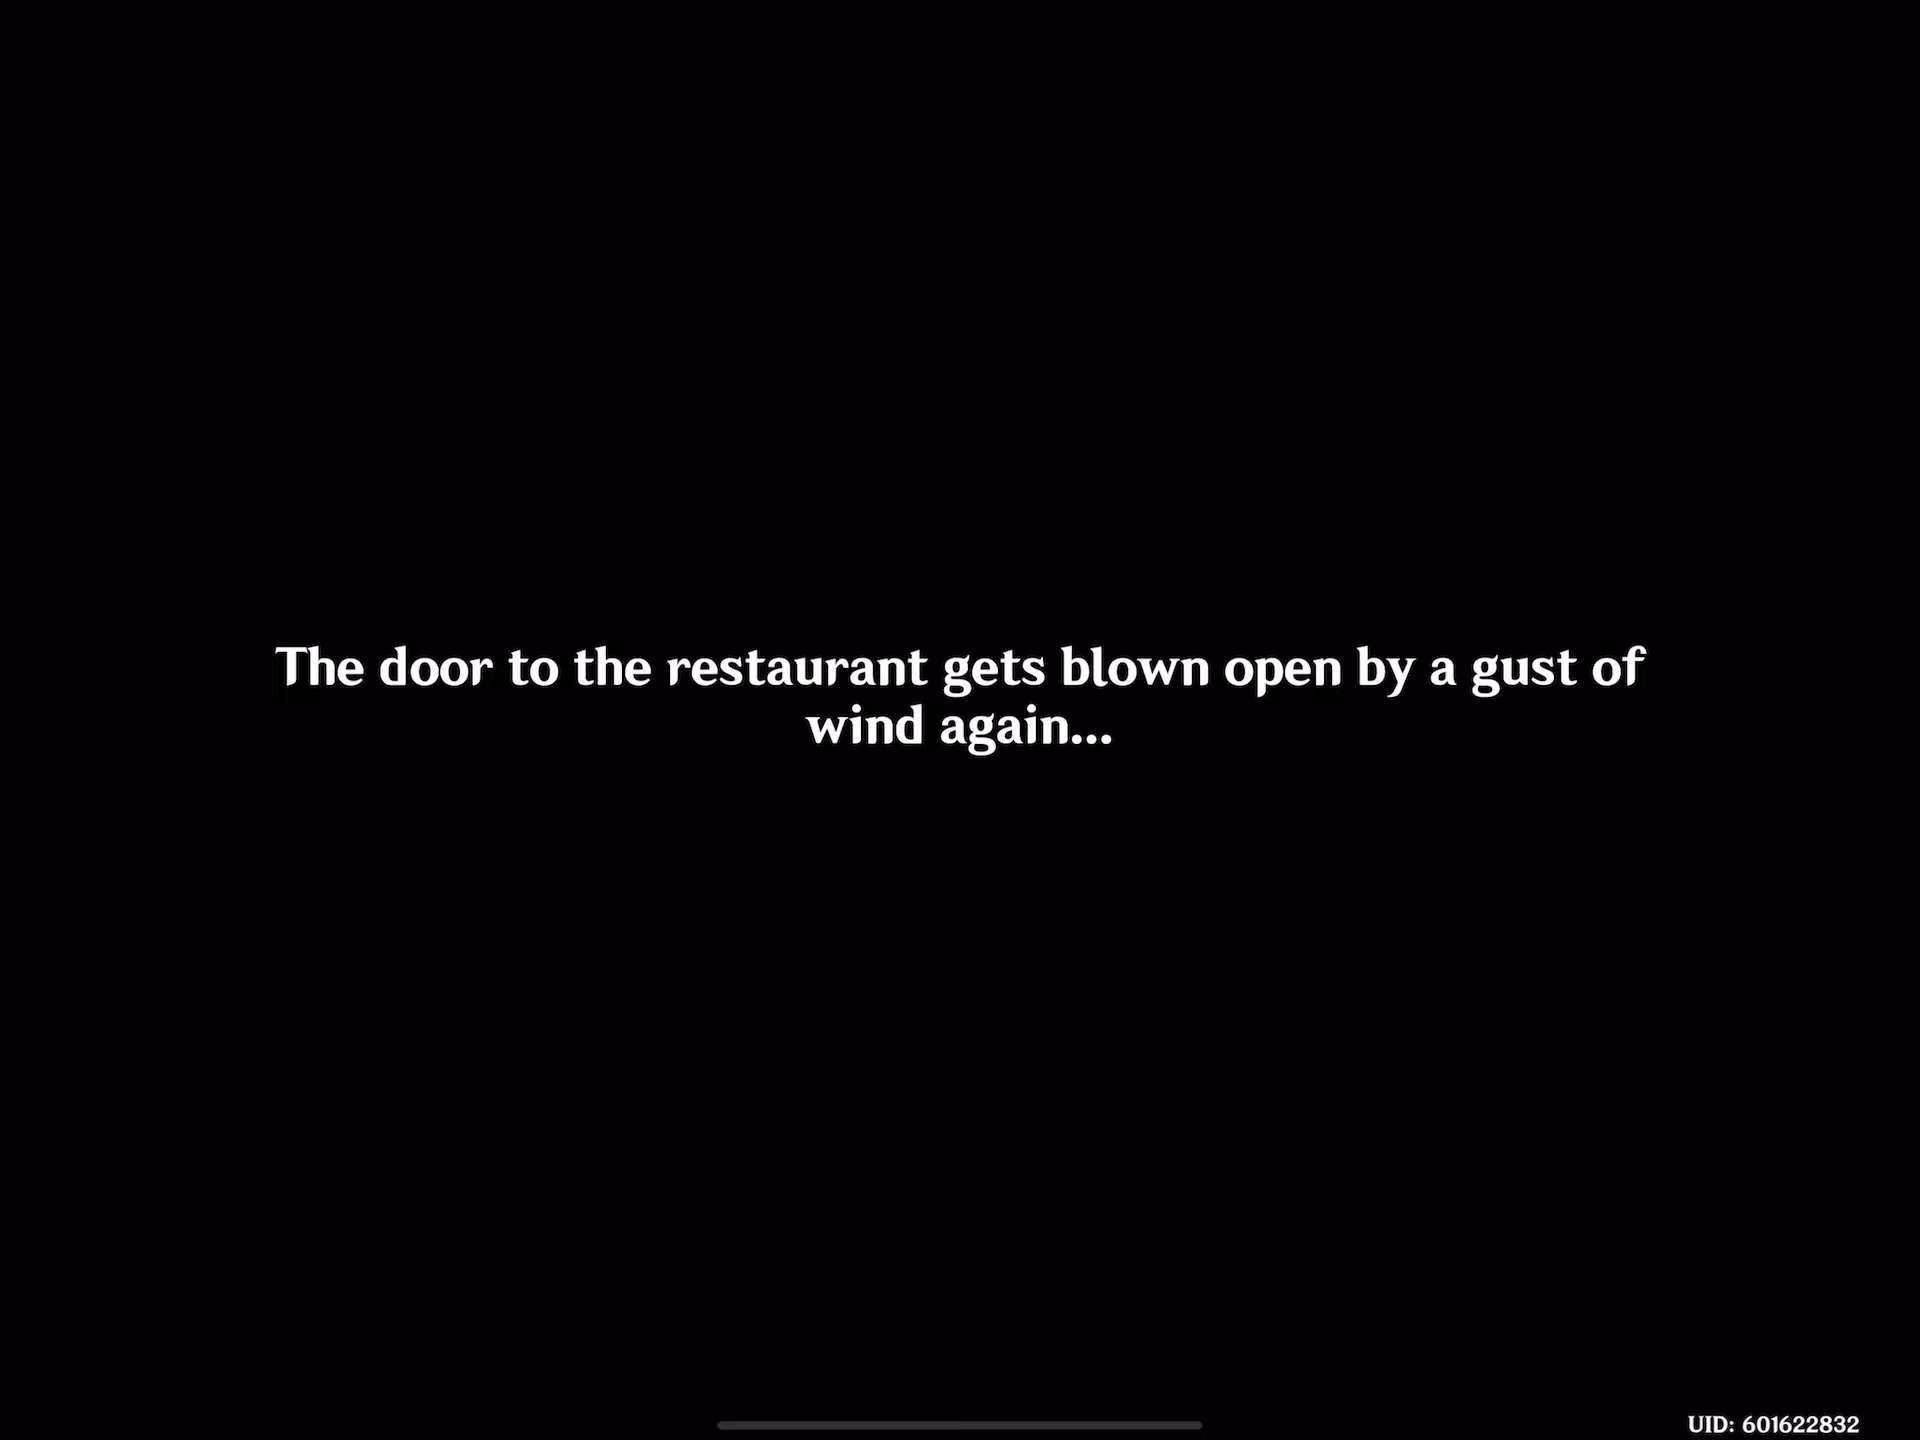 The door to the restaurant gets blown open by a gust of
wind again...
UID: 601622832